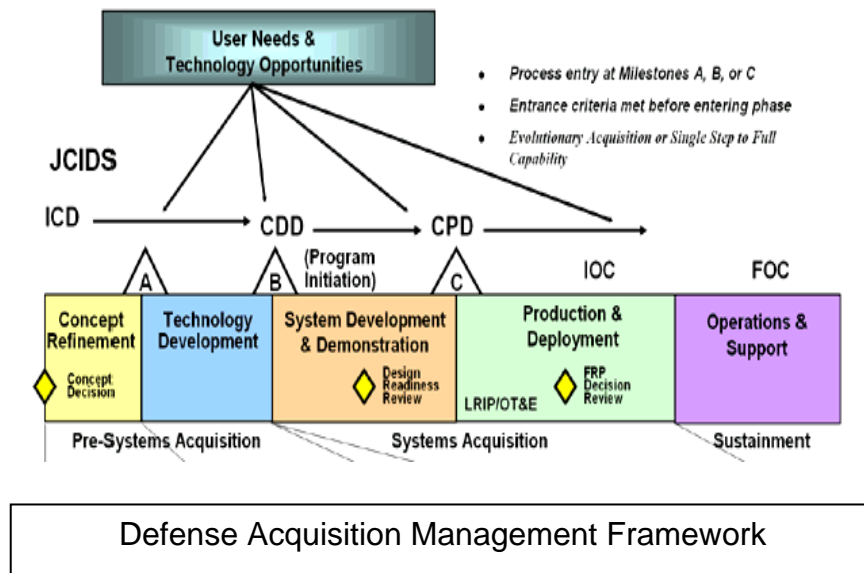 User Needs &
Technology Opportunities
• Process entry at Milestones A, B, or C
• Entrance criteria met before entering phase
• Evolutionary Acquisition or Single Step to Full
Capability
JCIDS
ICD
CDD
CPD
(Program
Initiation)
IOC
FOC
A
B
C
Concept
Refinement
Technology
Development
System Development
& Demonstration
Production &
Deployment
Operations &
Support
Concept
Decision
Design
Readiness
Review
LRIP/OT&E
FRP
Decision
Review
Pre-Systems Acquisition
Systems Acquisition
Sustainment
Defense Acquisition Management Framework